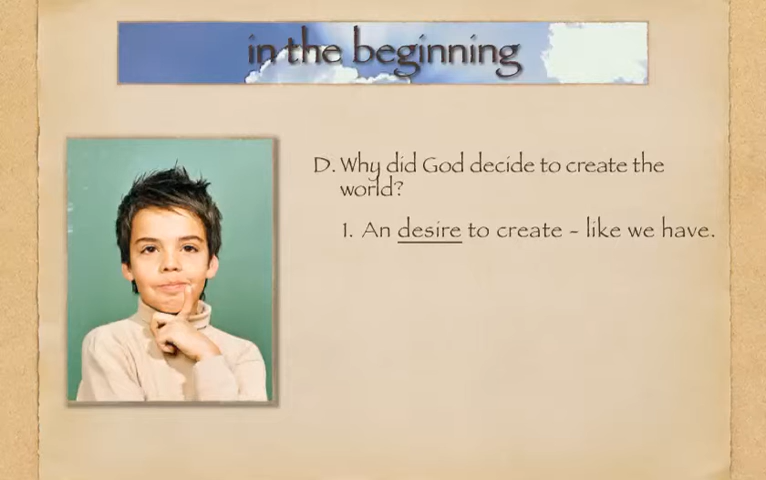 in the beginning
D. Why did God decide to create the
world?
1. An desire to create - like we have.